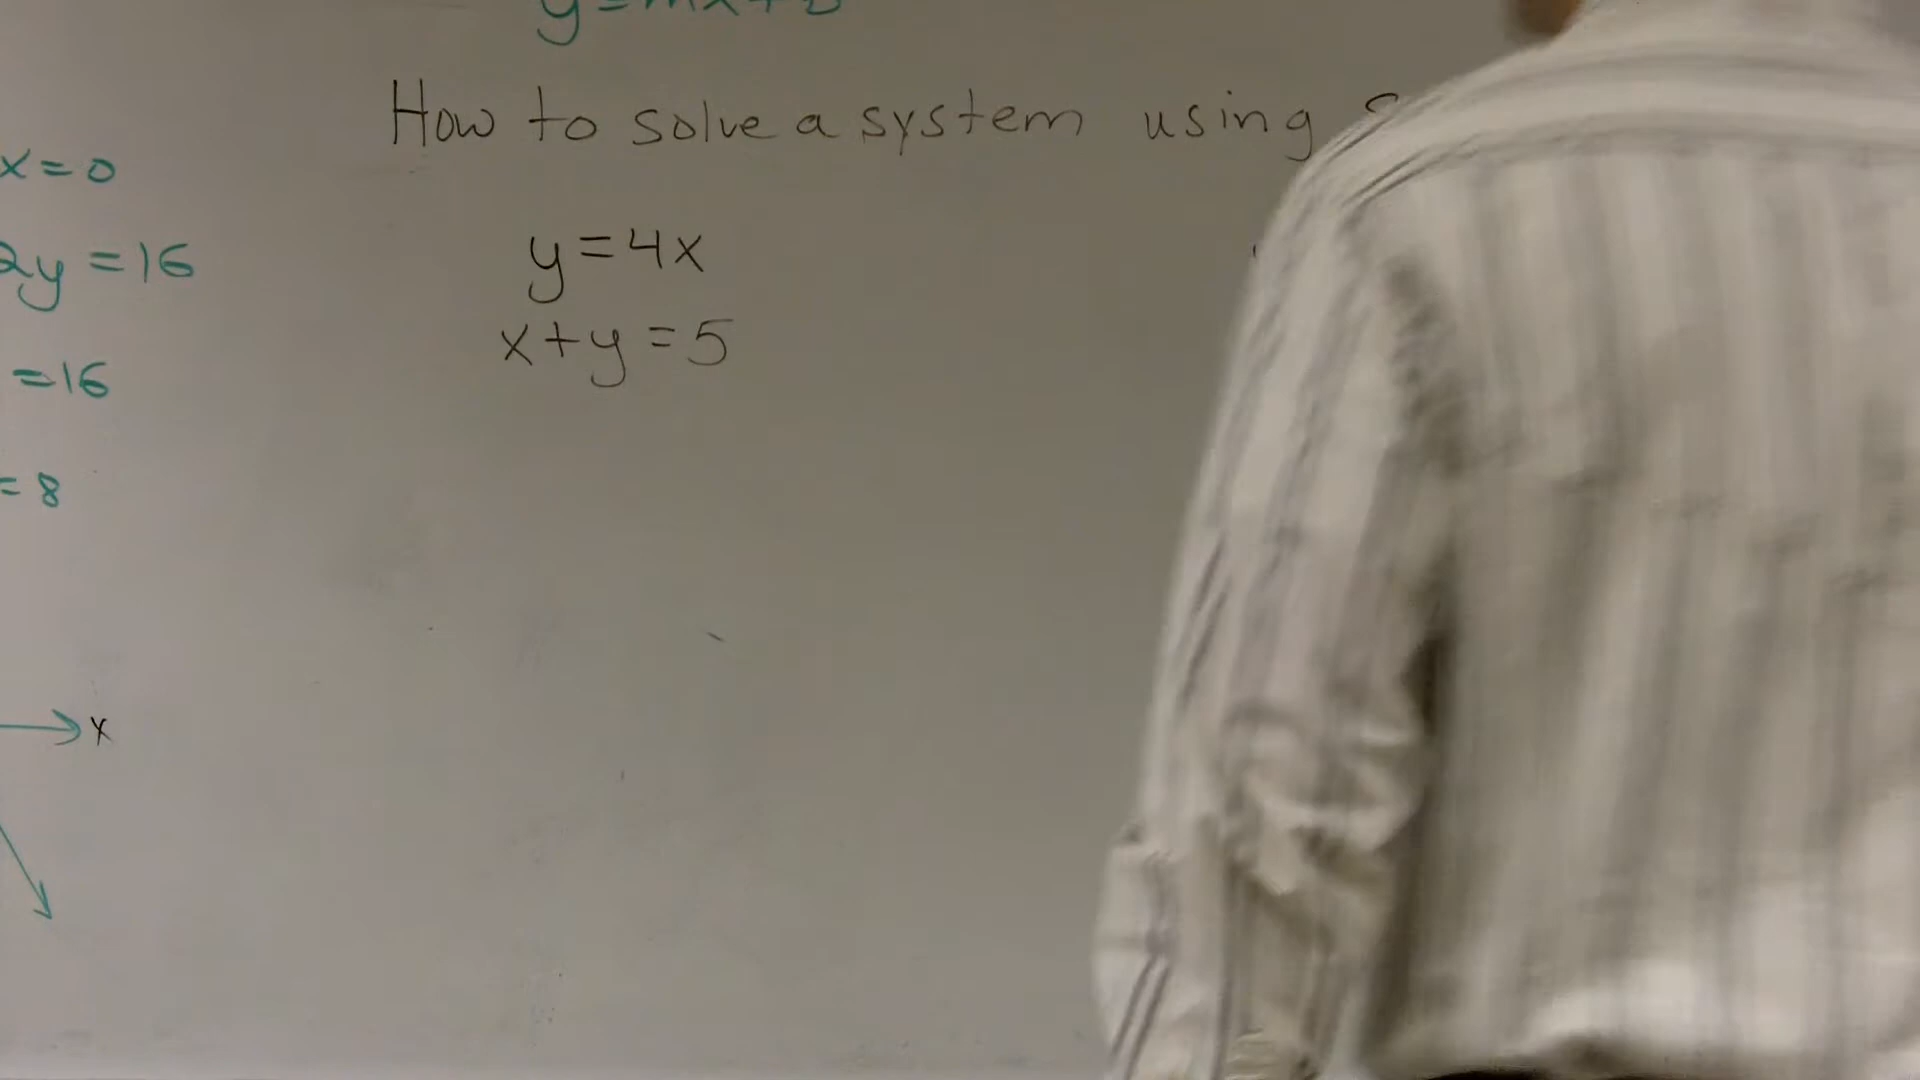 y=mx+b
How to solve a system using
x=0
2y=16
=16
=8
x
y=4x
x+y=5